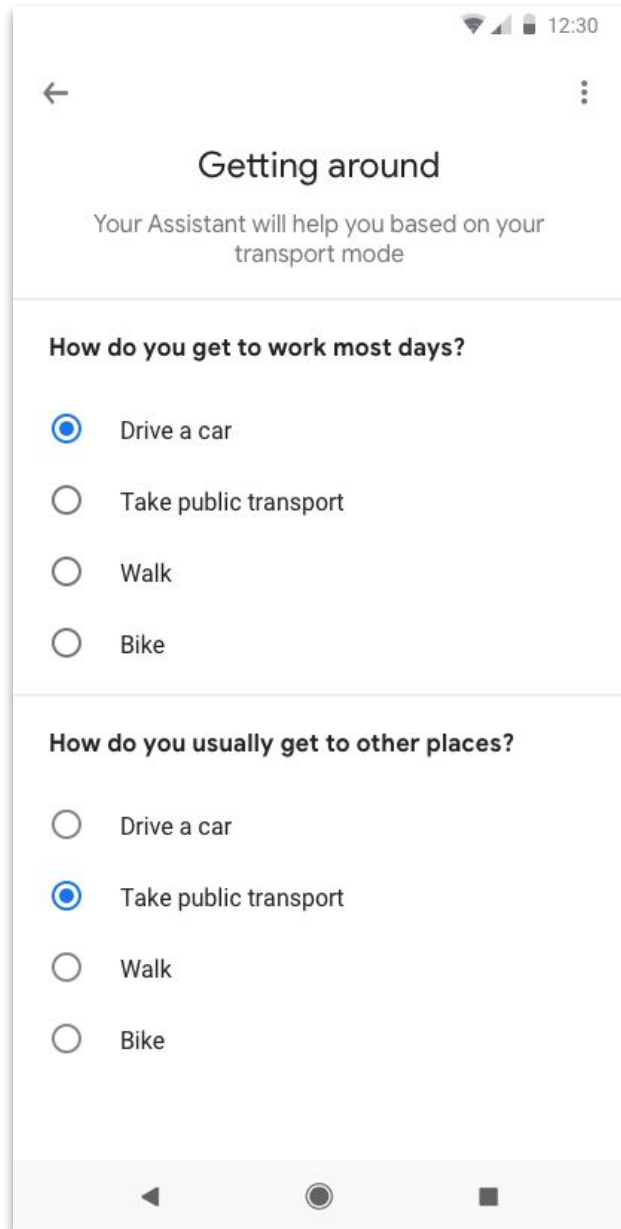 12:30
Getting around
Your Assistant will help you based on your
transport mode
How do you get to work most days?
Drive a car
Take public transport
Walk
Bike
How do you usually get to other places?
Drive a car
Take public transport
Walk
Bike